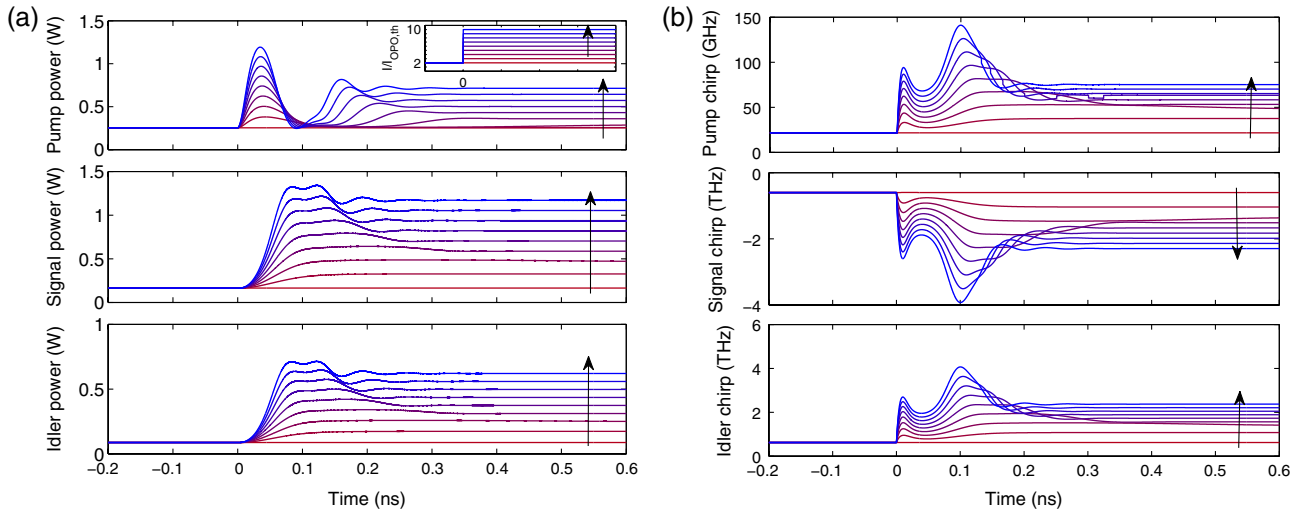 (a)
Pump power (W)
1.5
1
0.5
0
I/I_OPO,th
10
2
0
Signal power (W)
1.5
1
0.5
0
Idler power (W)
1
0.5
0
−0.2 −0.1 0 0.1 0.2 0.3 0.4 0.5 0.6
Time (ns)
(b)
Pump chirp (GHz)
150
100
50
0
Signal chirp (THz)
0
−2
−4
Idler chirp (THz)
6
4
2
0
−0.2 −0.1 0 0.1 0.2 0.3 0.4 0.5 0.6
Time (ns)